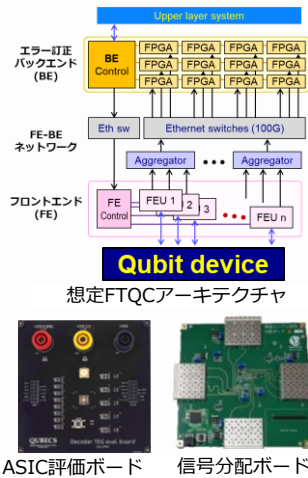 Upper layer system
エラー訂正
バックエンド
(BE)
BE
Control
FPGA FPGA FPGA FPGA
FPGA FPGA FPGA FPGA
FPGA FPGA FPGA FPGA
FE-BE
ネットワーク
Eth sw
Ethernet switches (100G)
Aggregator
Aggregator
フロントエンド
(FE)
FE
Control
FEU 1
2
3
FEU n
Qubit device
想定FTQCアーキテクチャ
QUBECS
Decoder TEG eval. board
ASIC評価ボード
信号分配ボード